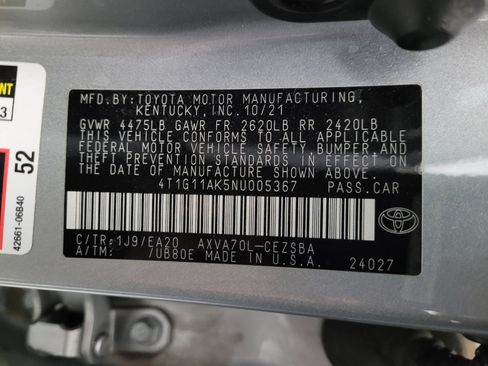 MFD.BY:TOYOTA MOTOR MANUFACTURING,
KENTUCKY, INC. 10/21
GVWR 4475LB GAWR FR 2620LB RR 2420LB
THIS VEHICLE CONFORMS TO ALL APPLICABLE
FEDERAL MOTOR VEHICLE SAFETY, BUMPER, AND
THEFT PREVENTION STANDARDS IN EFFECT ON
THE DATE OF MANUFACTURE SHOWN ABOVE.
4T1G11AK5NU005367 PASS.CAR
C/TR:1J9/EA20 AXVA70L-CEZSBA
A/TM: /UB80E MADE IN U.S.A. 24027
52
42661-06B40